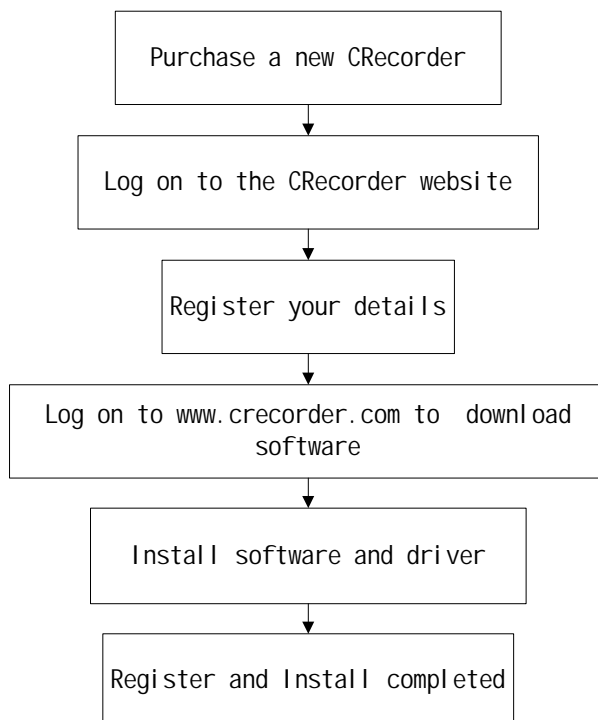 Purchase a new CRecorder
Log on to the CRecorder website
Register your details
Log on to www.crecorder.com to download
software
Install software and driver
Register and Install completed